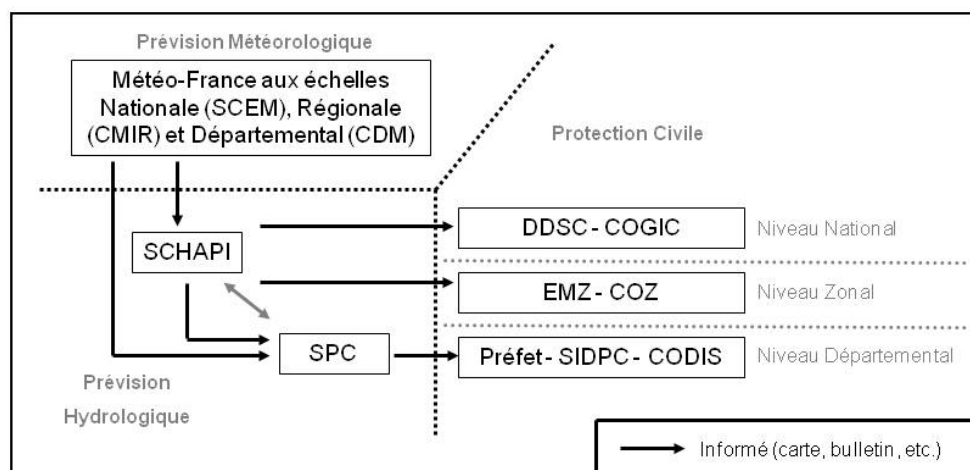 Prévision Météorologique
Météo-France aux échelles
Nationale (SCEM), Régionale
(CMIR) et Départemental (CDM)
Protection Civile
SCHAPI
DDSC - COGIC
Niveau National
EMZ - COZ
Niveau Zonal
SPC
Préfet - SIDPC - CODIS
Niveau Départemental
Prévision
Hydrologique
Informé (carte, bulletin, etc.)